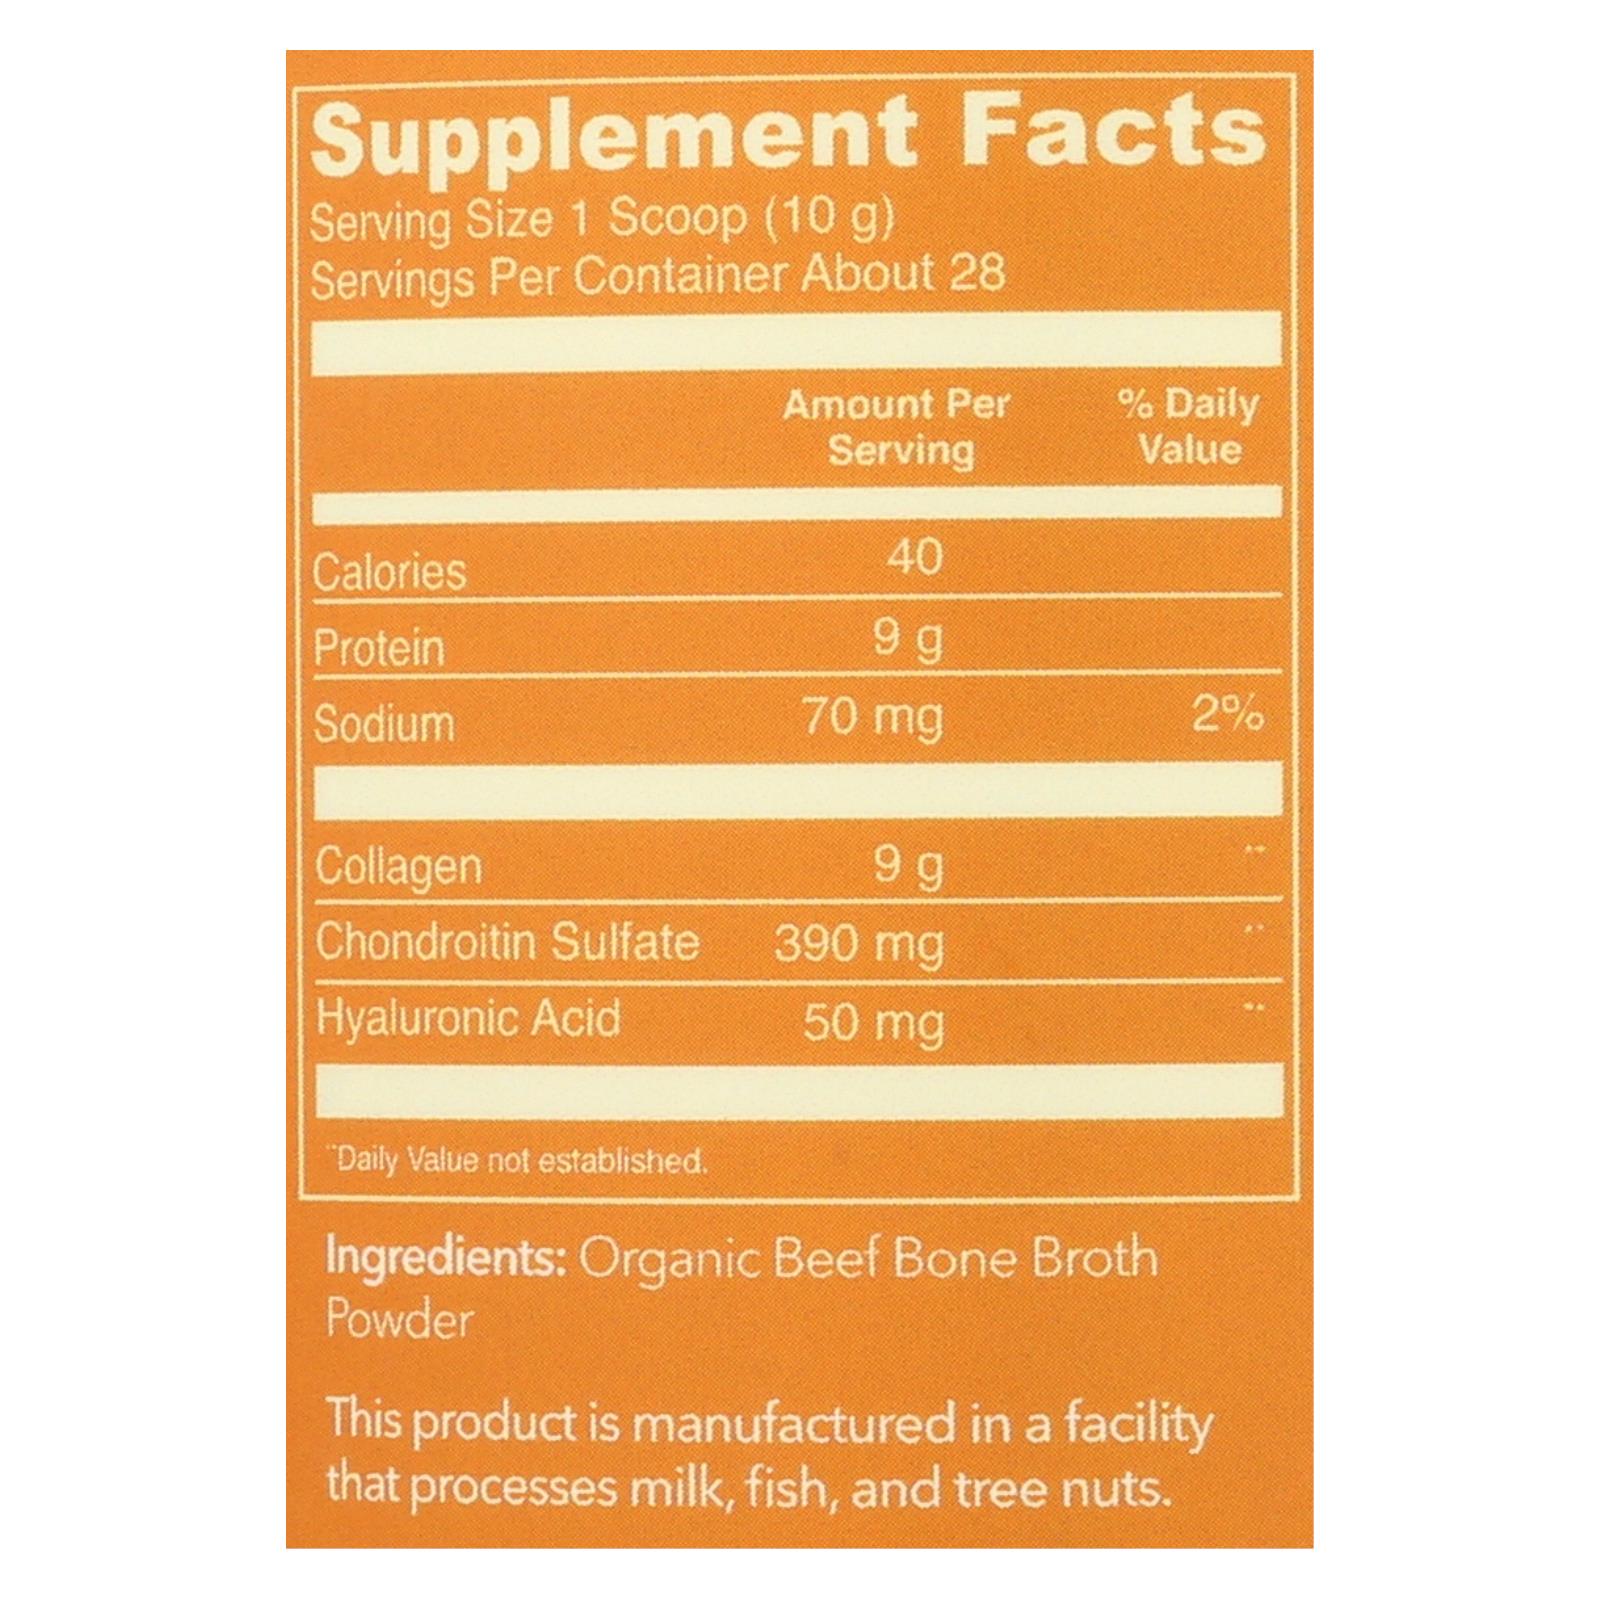 Supplement Facts
Serving Size 1 Scoop (10 g)
Servings Per Container About 28
Amount Per % Daily
Serving Value
Calories 40
Protein 9 g
Sodium 70 mg 2%
Collagen 9 g **
Chondroitin Sulfate 390 mg **
Hyaluronic Acid 50 mg **
**Daily Value not established.
Ingredients: Organic Beef Bone Broth
Powder
This product is manufactured in a facility
that processes milk, fish, and tree nuts.